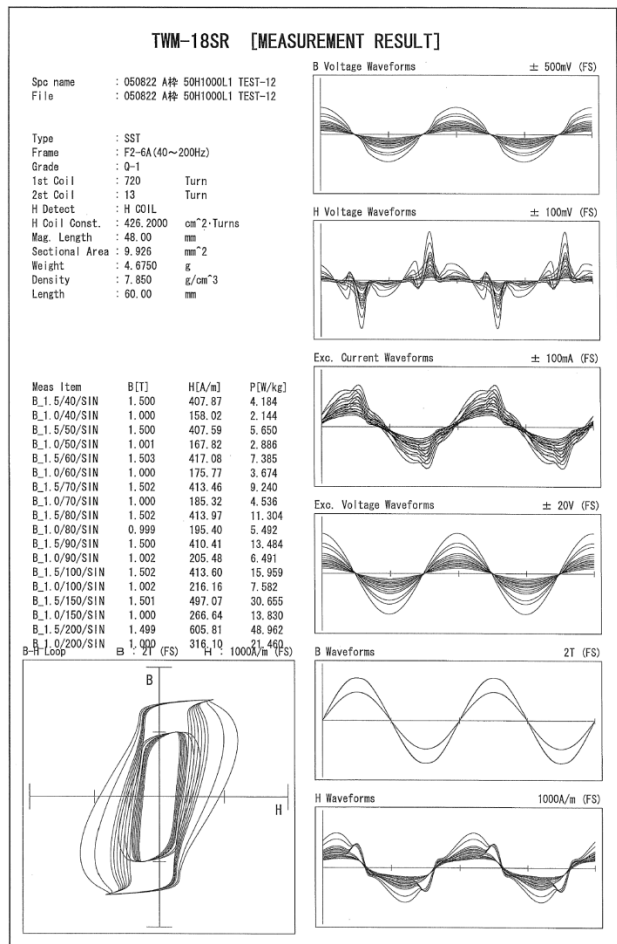 TWM-18SR [MEASUREMENT RESULT]
Spc name : 050822 A枠 50H1000L1 TEST-12
File : 050822 A枠 50H1000L1 TEST-12
Type : SST
Frame : F2-6A(40～200Hz)
Grade : Q-1
1st Coil : 720 Turn
2st Coil : 13 Turn
H Detect : H COIL
H Coil Const. : 426.2000 cm^2·Turns
Mag. Length : 48.00 mm
Sectional Area : 9.926 mm^2
Weight : 4.6750 g
Density : 7.850 g/cm^3
Length : 60.00 mm
Meas Item B[T] H[A/m] P[W/kg]
B_1.5/40/SIN 1.500 407.87 4.184
B_1.0/40/SIN 1.000 158.02 2.144
B_1.5/50/SIN 1.500 407.59 5.650
B_1.0/50/SIN 1.001 167.82 2.886
B_1.5/60/SIN 1.503 417.08 7.385
B_1.0/60/SIN 1.000 175.77 3.674
B_1.5/70/SIN 1.502 413.46 9.240
B_1.0/70/SIN 1.000 185.32 4.536
B_1.5/80/SIN 1.502 413.97 11.304
B_1.0/80/SIN 0.999 195.40 5.492
B_1.5/90/SIN 1.500 410.41 13.484
B_1.0/90/SIN 1.002 205.48 6.491
B_1.5/100/SIN 1.502 413.60 15.959
B_1.0/100/SIN 1.002 216.16 7.582
B_1.5/150/SIN 1.501 497.07 30.655
B_1.0/150/SIN 1.000 266.64 13.830
B_1.5/200/SIN 1.499 605.81 48.962
B_1.0/200/SIN 1.000 316.10 21.460
B-H Loop B : 2T (FS) H : 1000A/m (FS)
B
H
B Voltage Waveforms ± 500mV (FS)
H Voltage Waveforms ± 100mV (FS)
Exc. Current Waveforms ± 100mA (FS)
Exc. Voltage Waveforms ± 20V (FS)
B Waveforms 2T (FS)
H Waveforms 1000A/m (FS)